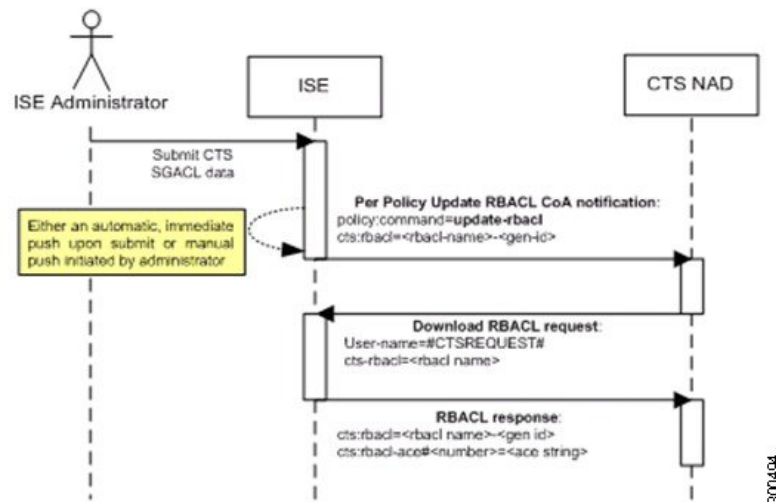 ISE Administrator
ISE
CTS NAD
Submit CTS
SGACL data
Either an automatic, immediate
push upon submit or manual
push initiated by administrator
Per Policy Update RBACL CoA notification:
policy:command=update-rbacl
cts:rbacl=<rbacl-name>-<gen-id>
Download RBACL request:
User-name=#CTSREQUEST#
cts-rbacl=<rbacl name>
RBACL response:
cts:rbacl=<rbacl name>-<gen id>
cts:rbacl-ace#<number>=<ace string>
300494